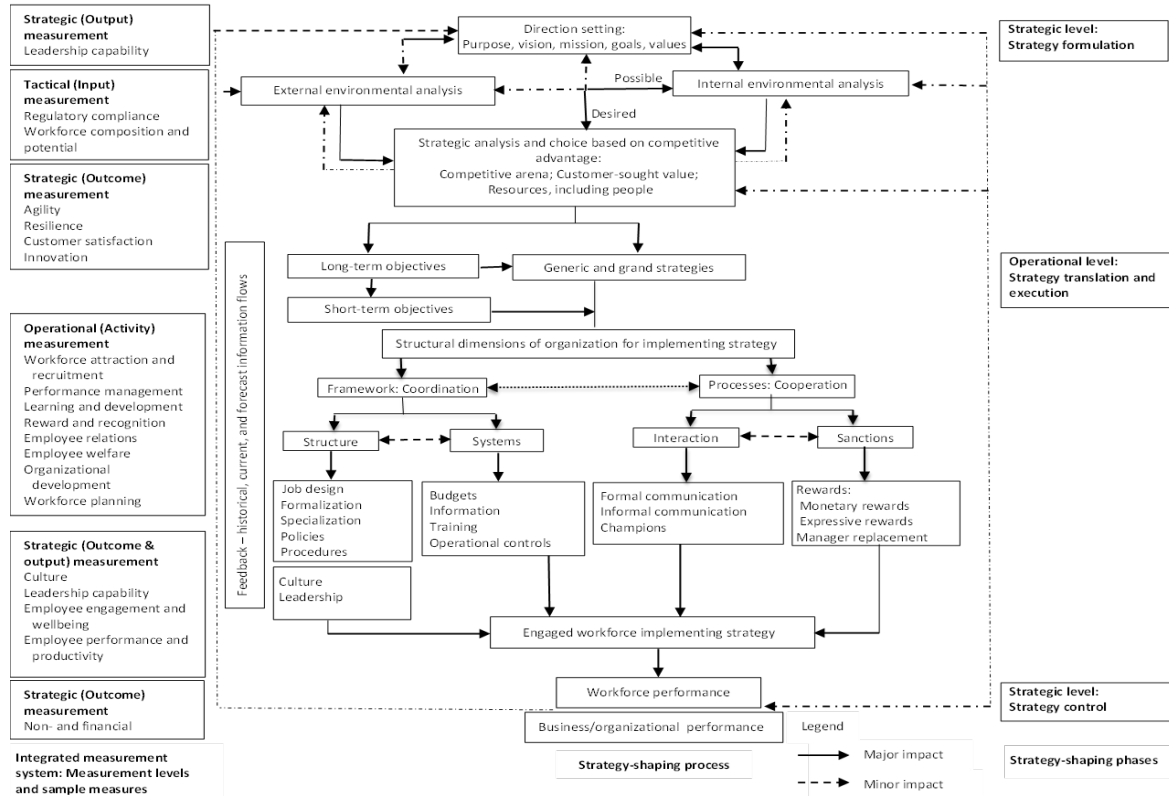 Strategic (Output)
measurement
Leadership capability
Tactical (Input)
measurement
Regulatory compliance
Workforce composition and
potential
Strategic (Outcome)
measurement
Agility
Resilience
Customer satisfaction
Innovation
Operational (Activity)
measurement
Workforce attraction and
recruitment
Performance management
Learning and development
Reward and recognition
Employee relations
Employee welfare
Organizational
development
Workforce planning
Strategic (Outcome &
output) measurement
Culture
Leadership capability
Employee engagement and
wellbeing
Employee performance and
productivity
Strategic (Outcome)
measurement
Non- and financial
Integrated measurement
system: Measurement levels
and sample measures
Feedback – historical, current, and forecast information flows
Direction setting:
Purpose, vision, mission, goals, values
External environmental analysis
Possible
Internal environmental analysis
Desired
Strategic analysis and choice based on competitive
advantage:
Competitive arena; Customer-sought value;
Resources, including people
Long-term objectives
Generic and grand strategies
Short-term objectives
Structural dimensions of organization for implementing strategy
Framework: Coordination
Processes: Cooperation
Structure
Systems
Interaction
Sanctions
Job design
Formalization
Specialization
Policies
Procedures
Budgets
Information
Training
Operational controls
Formal communication
Informal communication
Champions
Rewards:
Monetary rewards
Expressive rewards
Manager replacement
Culture
Leadership
Engaged workforce implementing strategy
Workforce performance
Business/organizational performance
Strategy-shaping process
Legend
Major impact
Minor impact
Strategic level:
Strategy formulation
Operational level:
Strategy translation and
execution
Strategic level:
Strategy control
Strategy-shaping phases